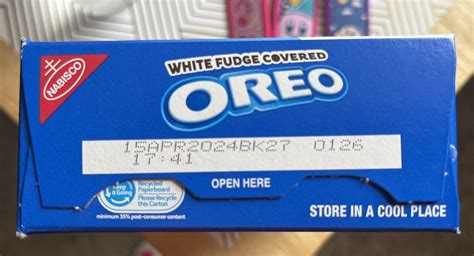 NABISCO
WHITE FUDGE COVERED
OREO
15APR2024BK27 0126
17:41
Keep
it Going
Recycled
Paperboard
Please Recycle
this Carton
minimum 35% post-consumer content
OPEN HERE
STORE IN A COOL PLACE